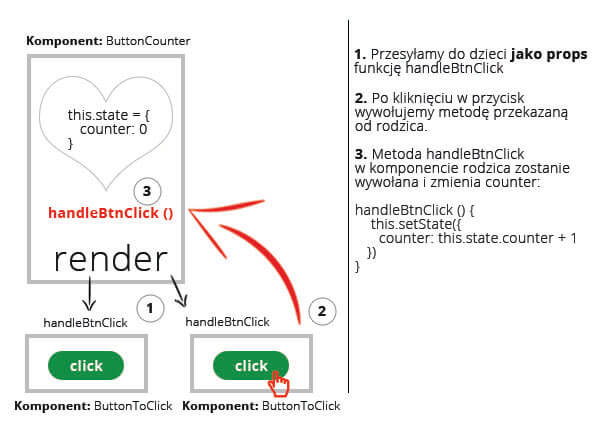 Komponent: ButtonCounter
this.state = {
counter: 0
}
3
handleBtnClick ()
render
1
handleBtnClick
handleBtnClick
2
click
click
Komponent: ButtonToClick
Komponent: ButtonToClick
1. Przesyłamy do dzieci jako props
funkcję handleBtnClick
2. Po kliknięciu w przycisk
wywołujemy metodę przekazaną
od rodzica.
3. Metoda handleBtnClick
w komponencie rodzica zostanie
wywołana i zmienia counter:
handleBtnClick () {
this.setState({
counter: this.state.counter + 1
})
}